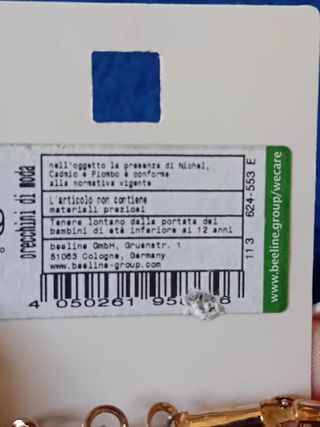 nell'oggetto la presenza di Nichel,
Cadmio e Piombo è conforme
alla normativa vigente
L'articolo non contiene
materiali preziosi
Tenere lontano dalla portata dei
bambini di età inferiore ai 12 anni
beeline GmbH, Gruenstr. 1
51063 Cologne, Germany
www.beeline-group.com
4 050261 95
orecchini di moda
113 624-553 E
www.beeline.group/wecare